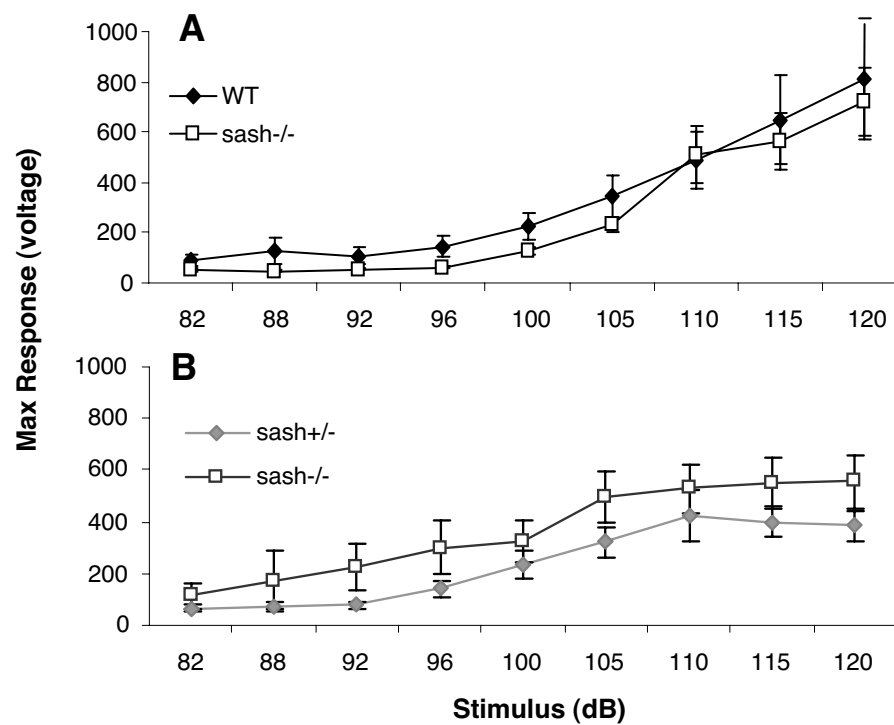 A
1000
800
600
400
200
0
WT
sash-/-
82 88 92 96 100 105 110 115 120
B
1000
800
600
400
200
0
sash+/-
sash-/-
82 88 92 96 100 105 110 115 120
Max Response (voltage)
Stimulus (dB)